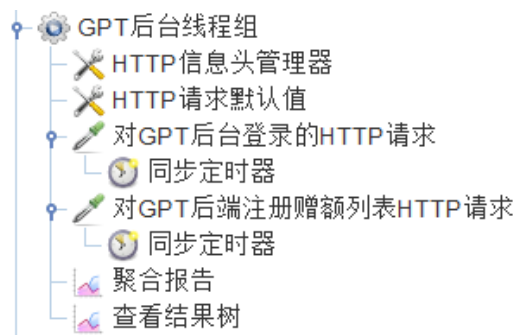 GPT后台线程组
HTTP信息头管理器
HTTP请求默认值
对GPT后台登录的HTTP请求
同步定时器
对GPT后端注册赠额列表HTTP请求
同步定时器
聚合报告
查看结果树